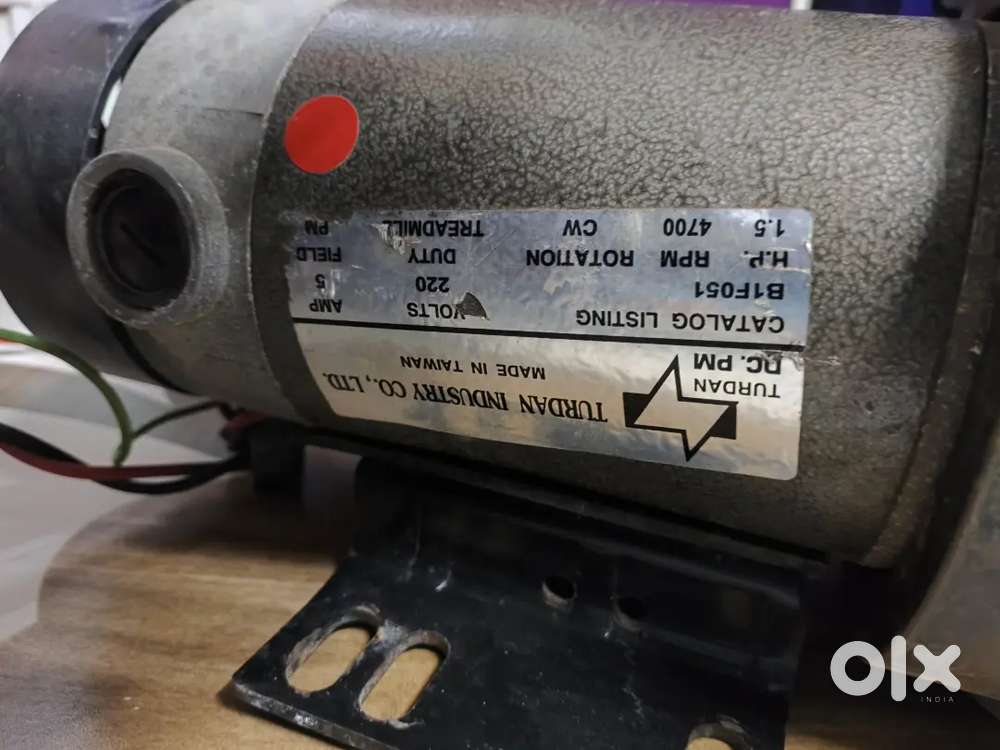 TURDAN INDUSTRY CO., LTD.
MADE IN TAIWAN
TURDAN
DC. PM
CATALOG LISTING VOLTS AMP
B1F051 220 5
H.P. RPM ROTATION DUTY FIELD
1.5 4700 CW TREADMILL PM
olx
INDIA